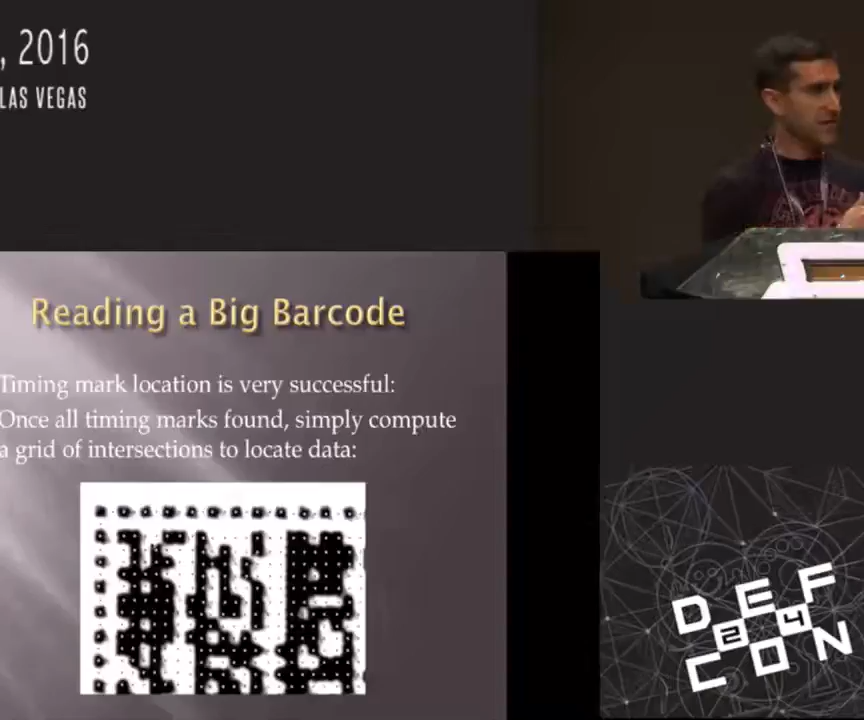 , 2016
LAS VEGAS
Reading a Big Barcode
Timing mark location is very successful:
Once all timing marks found, simply compute
a grid of intersections to locate data:
DEF
24
CON